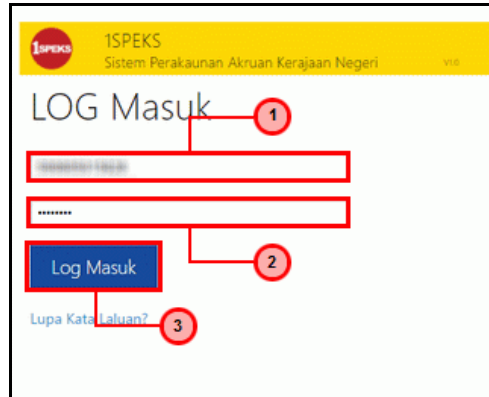 1SPEKS
1SPEKS
Sistem Perakaunan Akruan Kerajaan Negeri
V1.0
LOG Masuk
1
••••••••
2
Log Masuk
Lupa Kata Laluan?
3